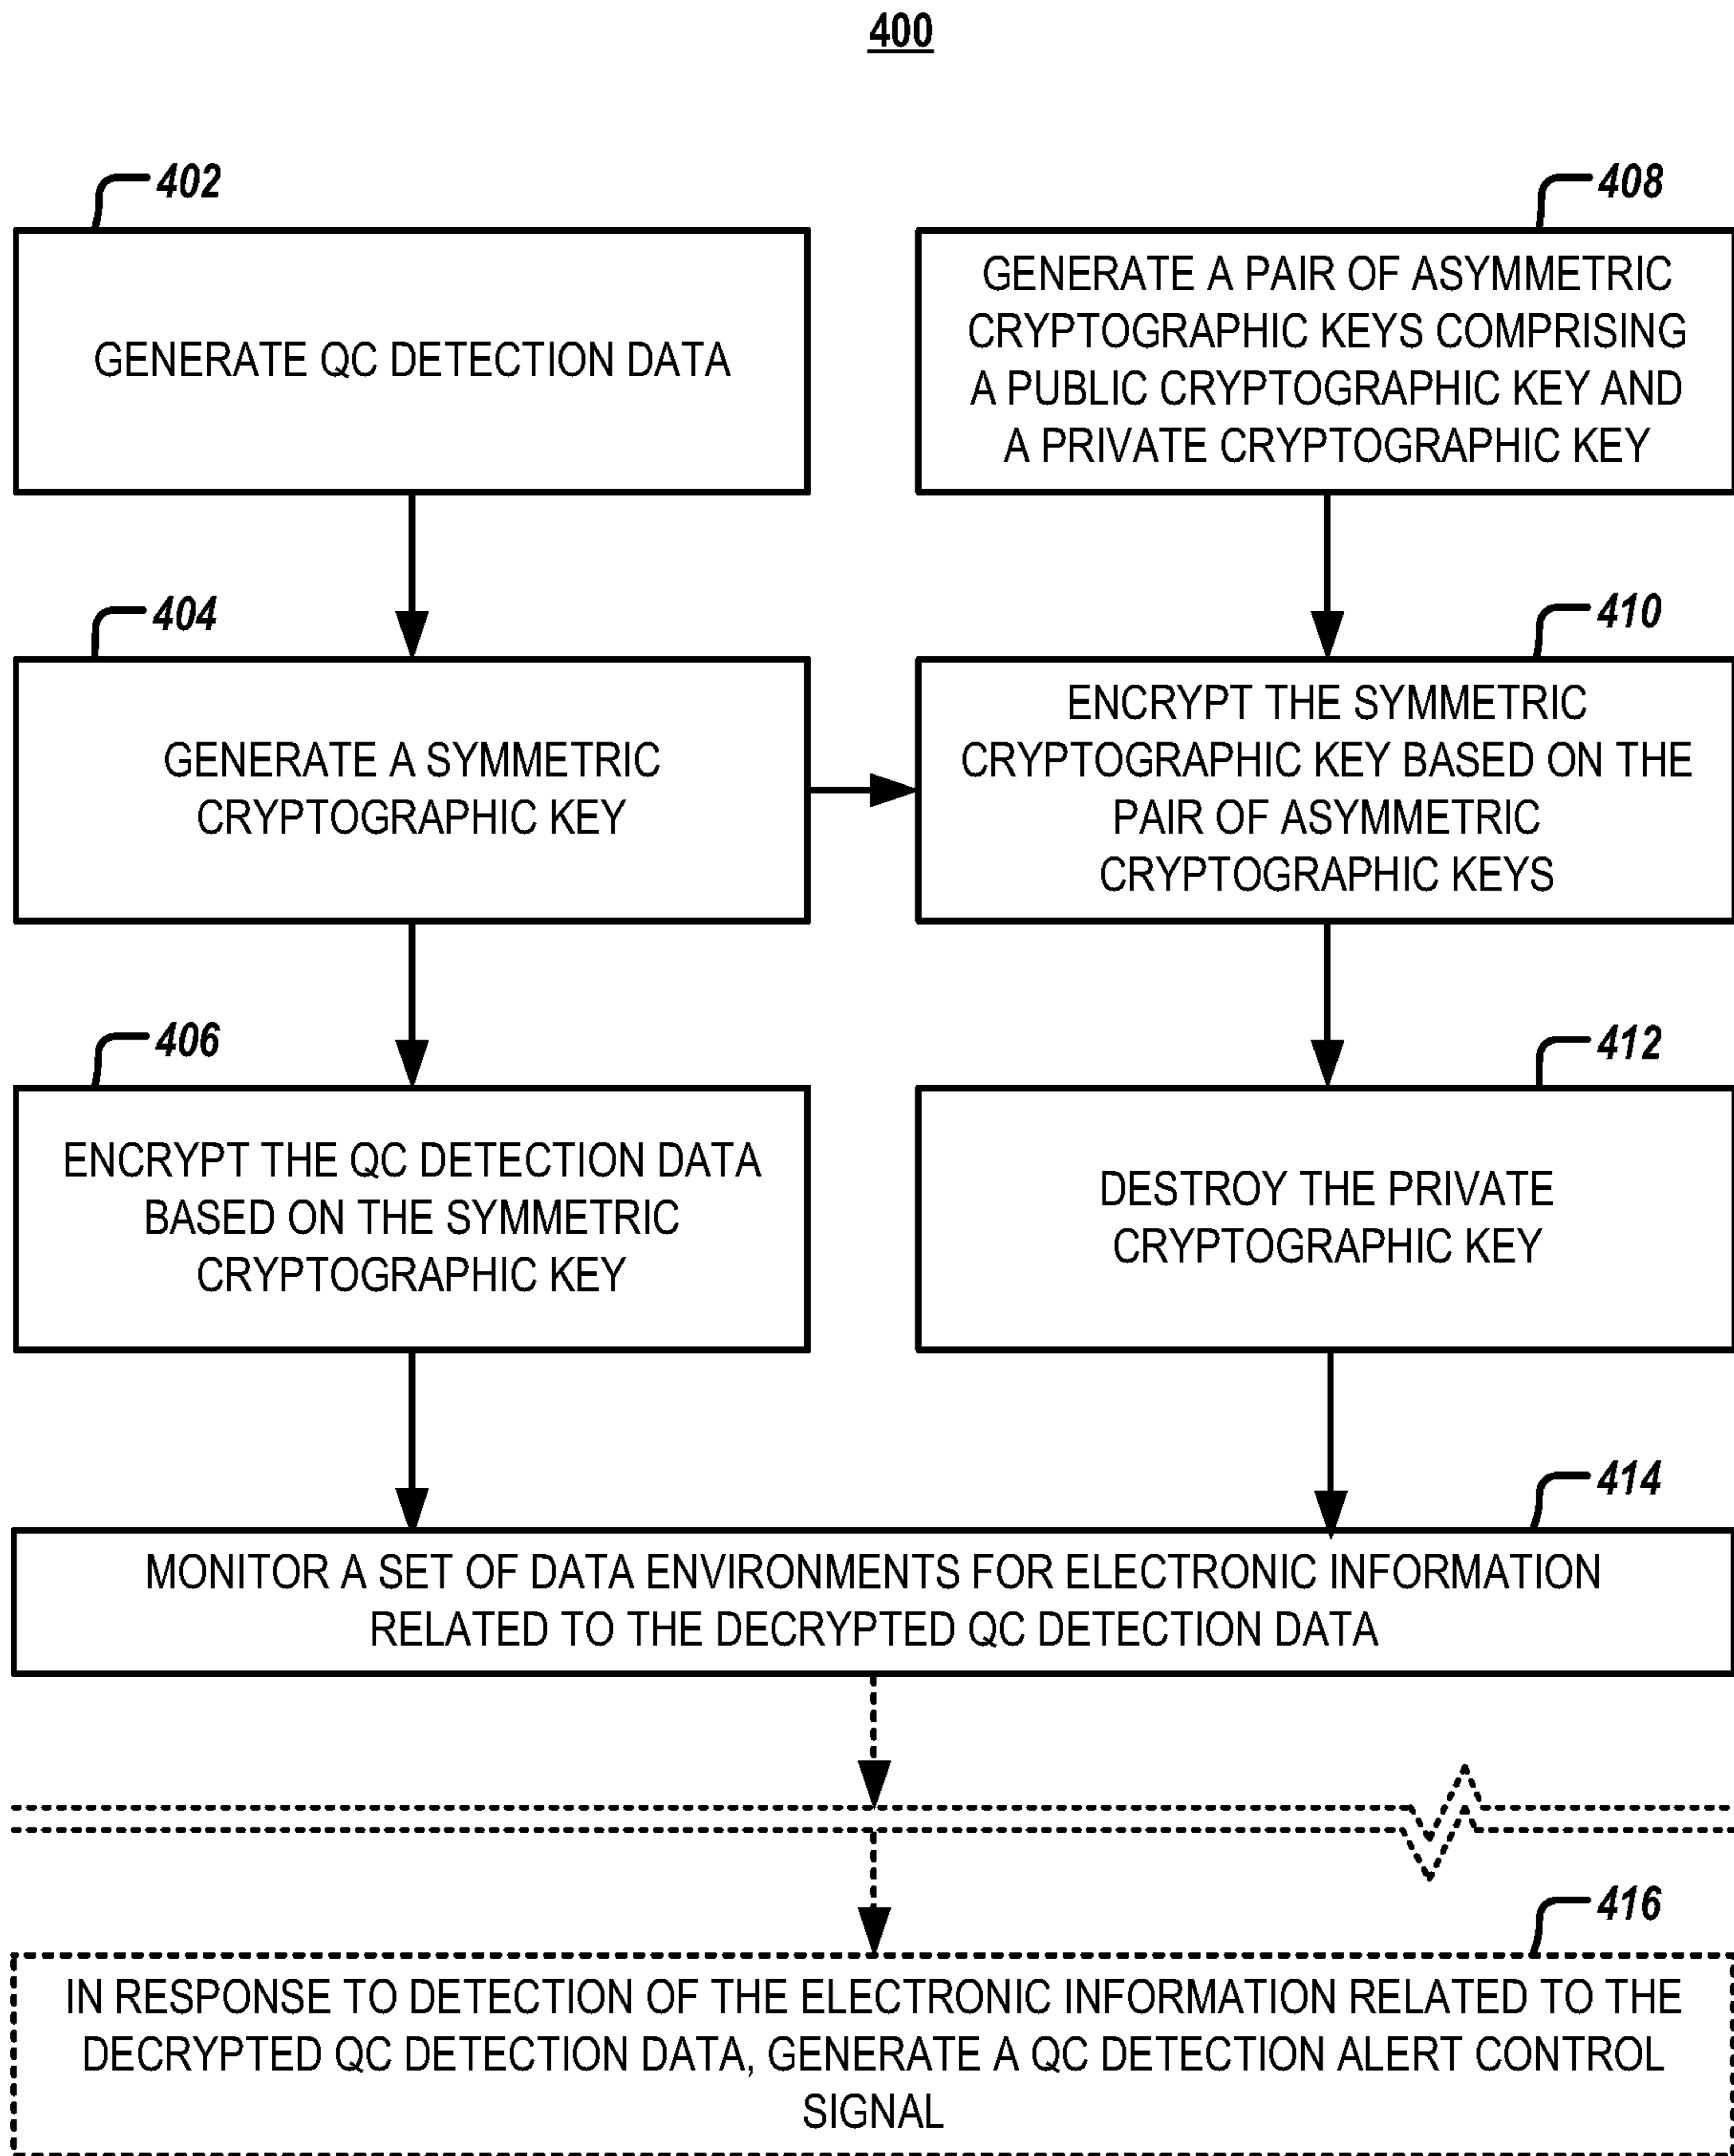 400
402
GENERATE QC DETECTION DATA
408
GENERATE A PAIR OF ASYMMETRIC
CRYPTOGRAPHIC KEYS COMPRISING
A PUBLIC CRYPTOGRAPHIC KEY AND
A PRIVATE CRYPTOGRAPHIC KEY
404
GENERATE A SYMMETRIC
CRYPTOGRAPHIC KEY
410
ENCRYPT THE SYMMETRIC
CRYPTOGRAPHIC KEY BASED ON THE
PAIR OF ASYMMETRIC
CRYPTOGRAPHIC KEYS
406
ENCRYPT THE QC DETECTION DATA
BASED ON THE SYMMETRIC
CRYPTOGRAPHIC KEY
412
DESTROY THE PRIVATE
CRYPTOGRAPHIC KEY
414
MONITOR A SET OF DATA ENVIRONMENTS FOR ELECTRONIC INFORMATION
RELATED TO THE DECRYPTED QC DETECTION DATA
416
IN RESPONSE TO DETECTION OF THE ELECTRONIC INFORMATION RELATED TO THE
DECRYPTED QC DETECTION DATA, GENERATE A QC DETECTION ALERT CONTROL
SIGNAL